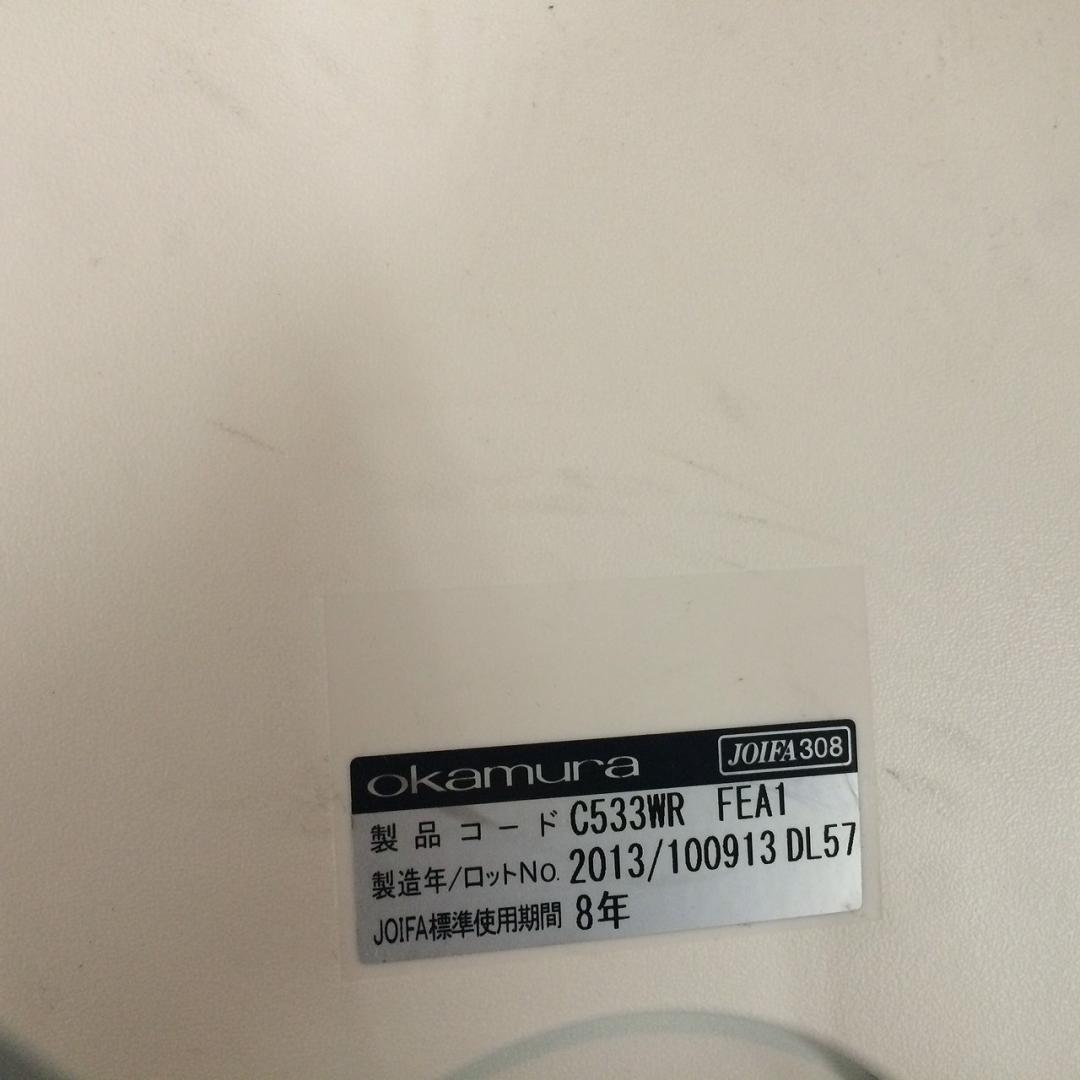 okamura JOIFA308
製品コード C533WR FEA1
製造年/ロットNo. 2013/100913 DL57
JOIFA標準使用期間 8年